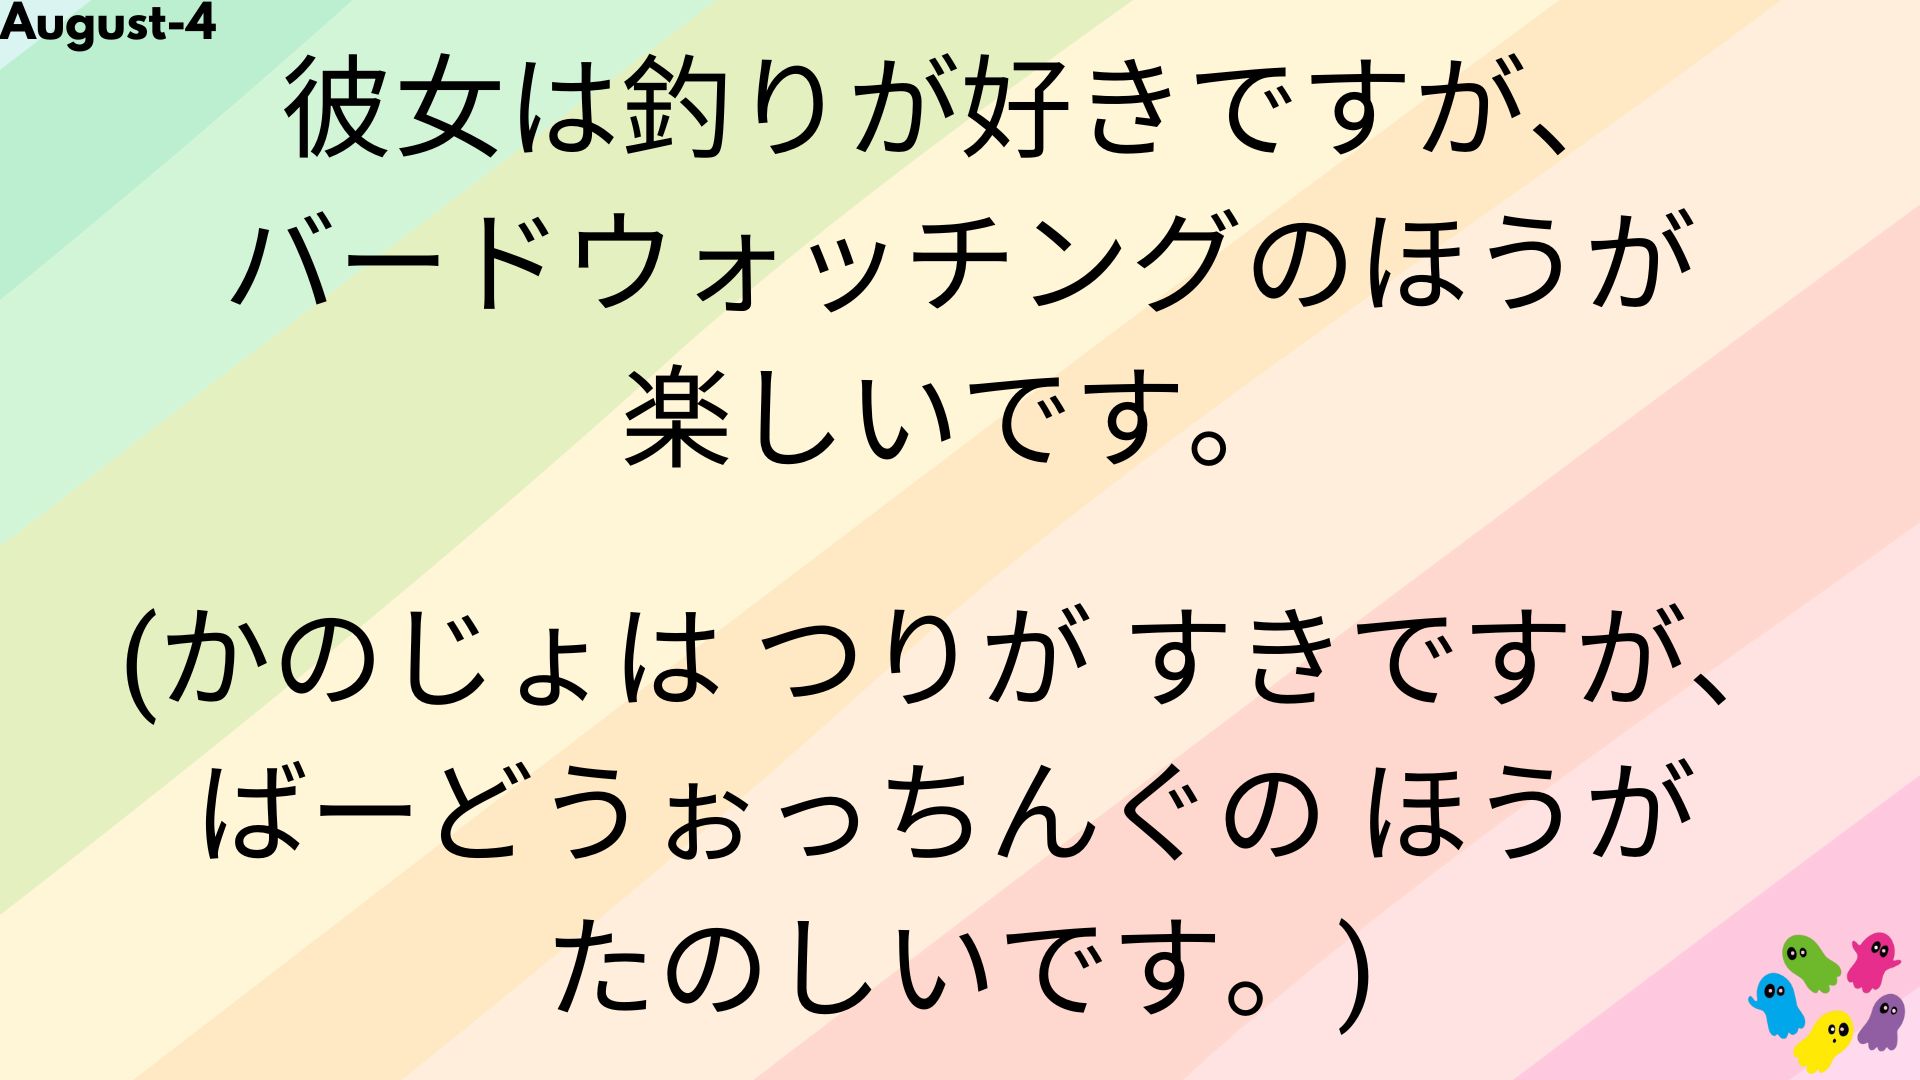 August-4
彼女は釣りが好きですが、
バードウォッチングのほうが
楽しいです。
(かのじょは つりが すきですが、
ばーどうぉっちんぐの ほうが
たのしいです。)